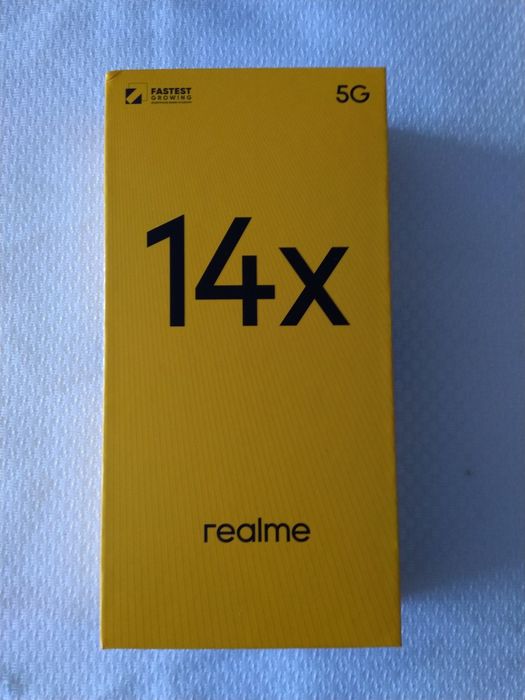 FASTEST
GROWING
5G
14x
realme